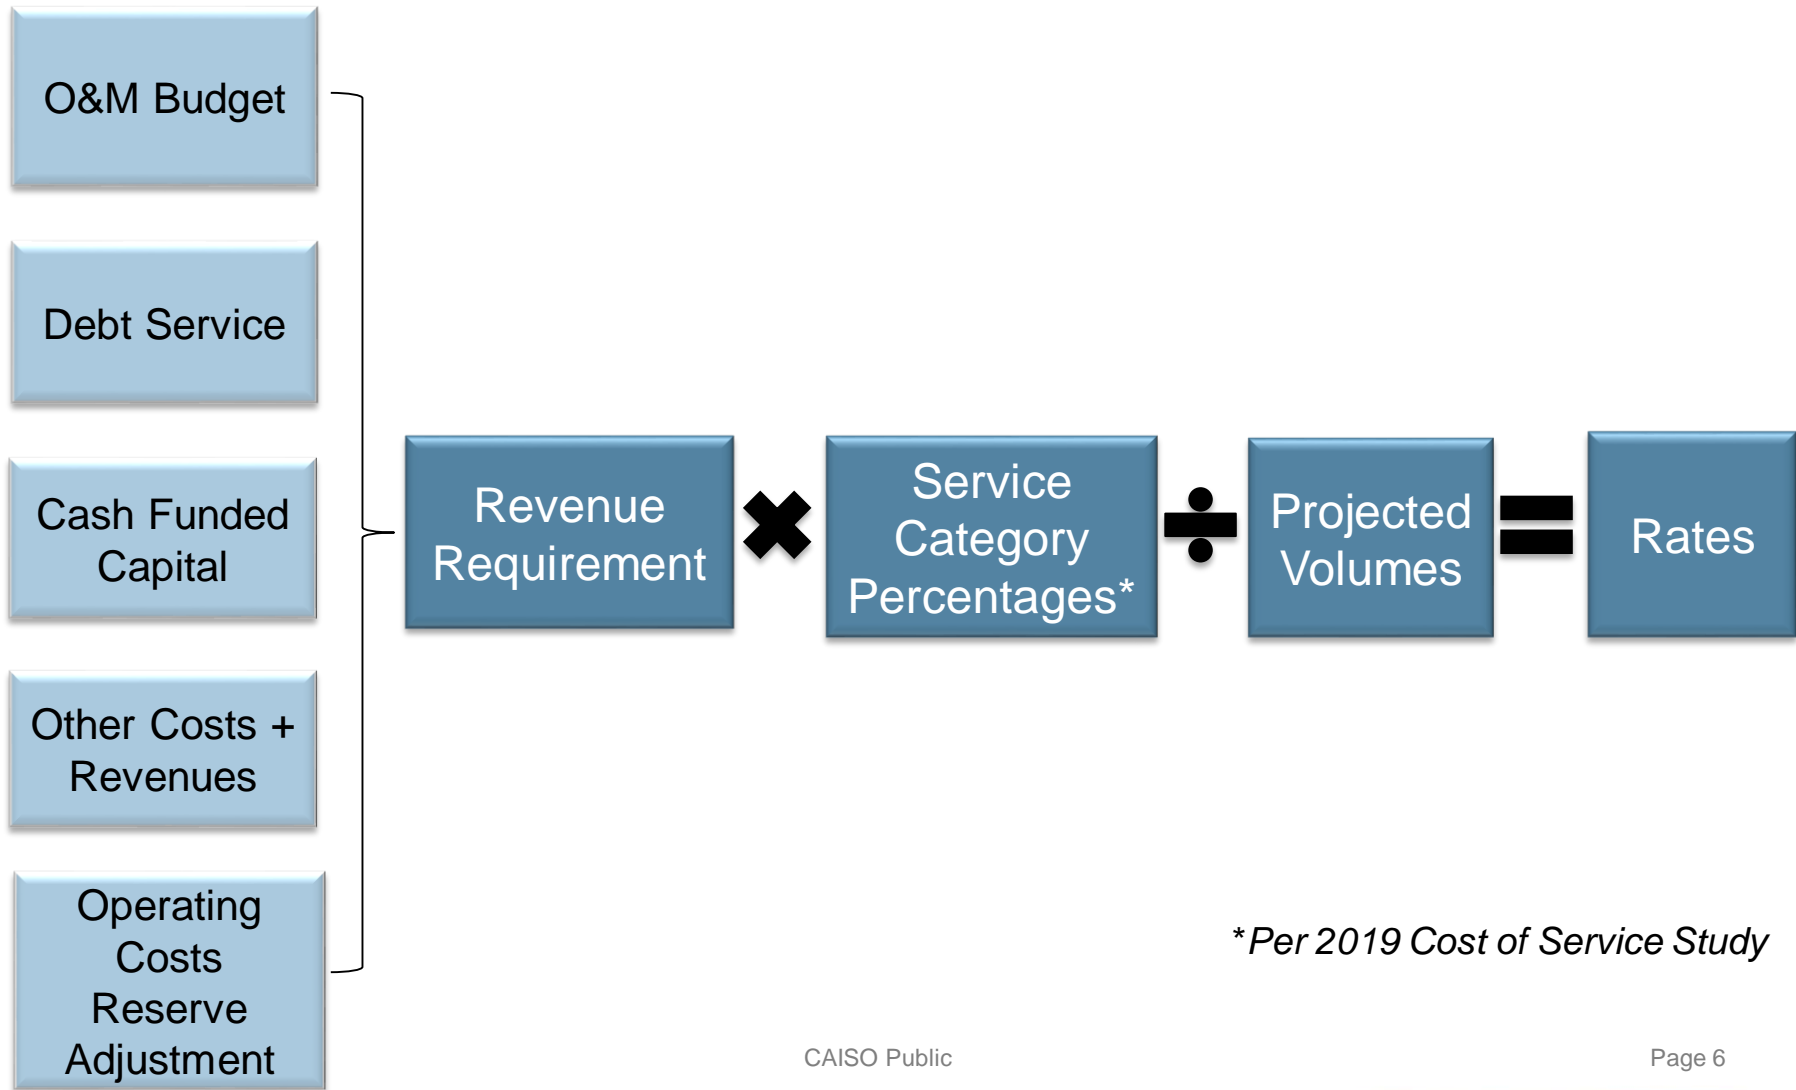 O&M Budget
Debt Service
Cash Funded
Capital
Other Costs +
Revenues
Operating
Costs
Reserve
Adjustment
Revenue
Requirement
Service
Category
Percentages*
Projected
Volumes
Rates
*Per 2019 Cost of Service Study
CAISO Public
Page 6